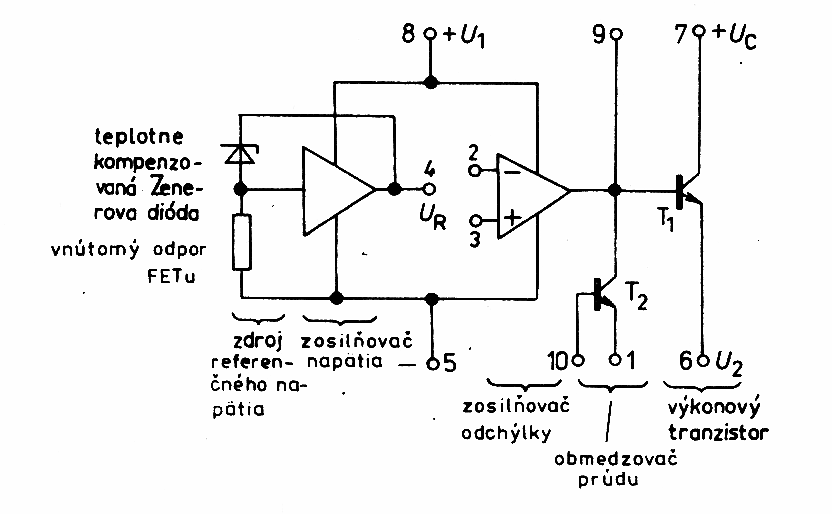 8 +U1
9
7 +UC
teplotne
kompenzo-
vaná Zene-
rova dióda
vnútorný odpor
FETu
4
UR
2
−
+
3
T1
T2
zdroj
referen-
čného na-
pätia
zosilňovač
napätia
− 5
10
1
6 U2
zosilňovač
odchýlky
obmedzovač
prúdu
výkonový
tranzistor